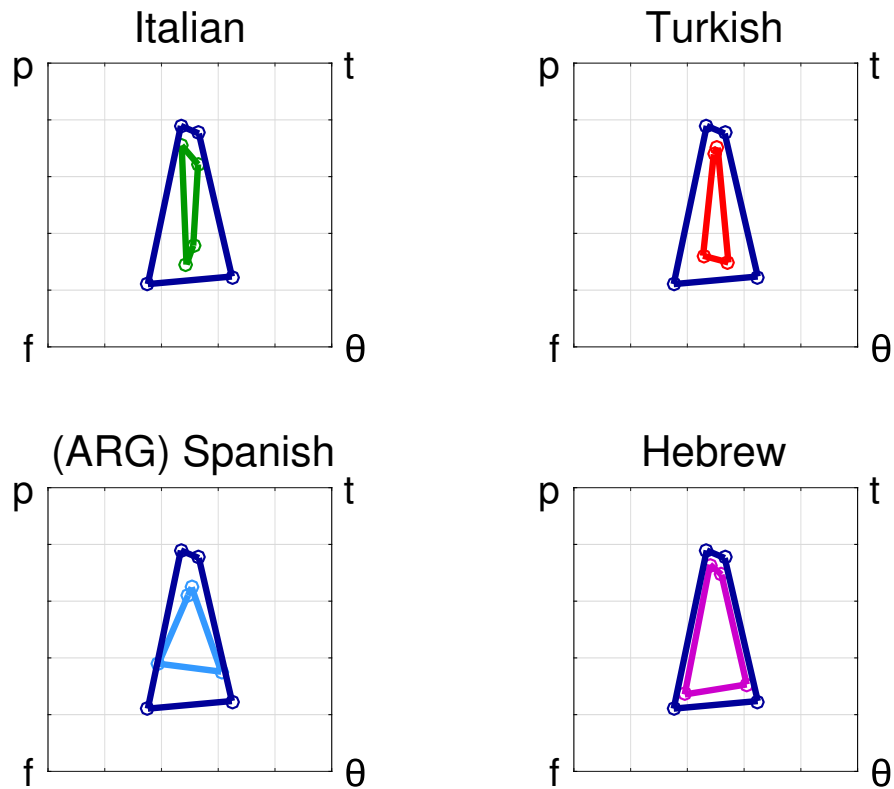 Italian
Turkish
p t
p t
f θ
f θ
(ARG) Spanish
Hebrew
p t
p t
f θ
f θ